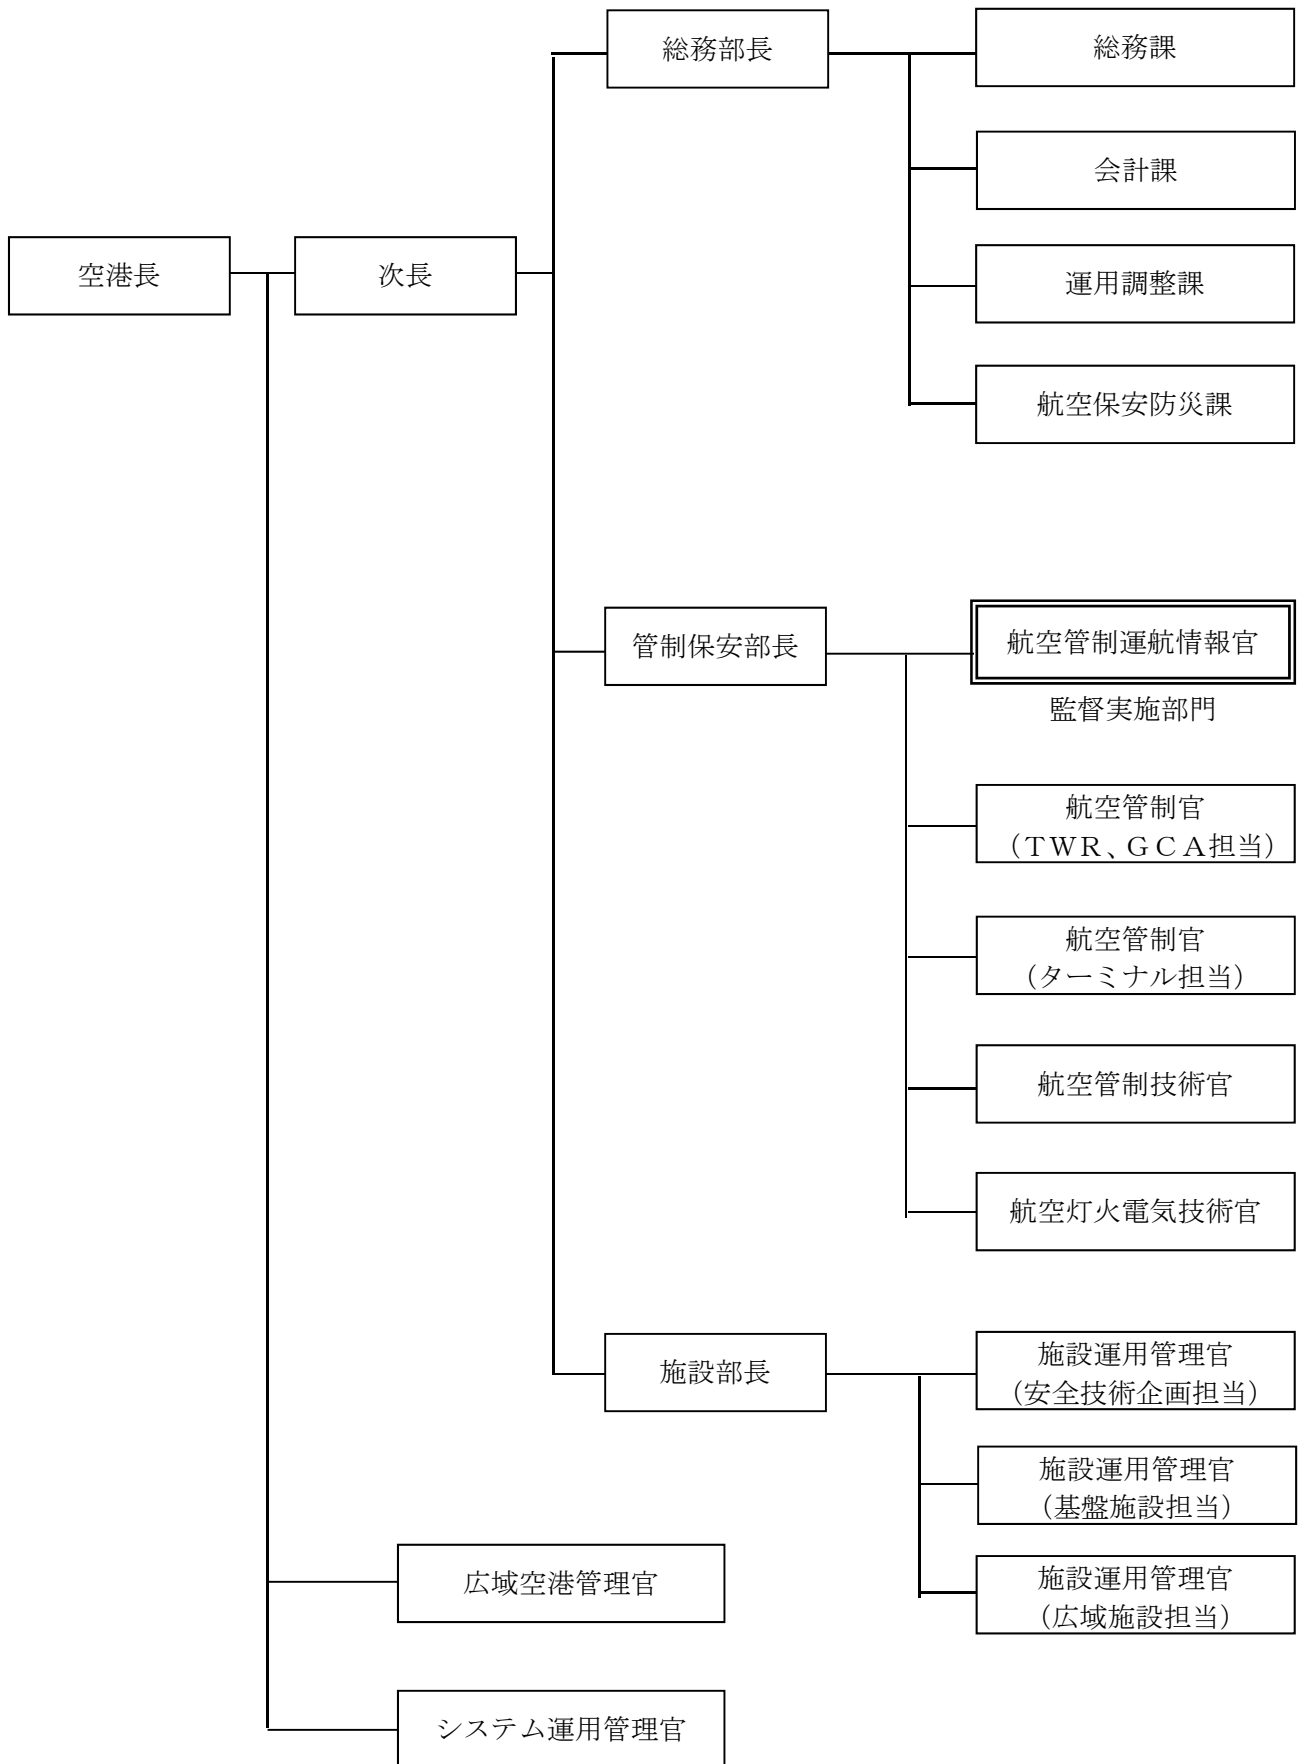 総務部長
総務課
会計課
空港長
次長
運用調整課
航空保安防災課
管制保安部長
航空管制運航情報官
監督実施部門
航空管制官
（ＴＷＲ、ＧＣＡ担当）
航空管制官
（ターミナル担当）
航空管制技術官
航空灯火電気技術官
施設部長
施設運用管理官
（安全技術企画担当）
施設運用管理官
（基盤施設担当）
広域空港管理官
施設運用管理官
（広域施設担当）
システム運用管理官